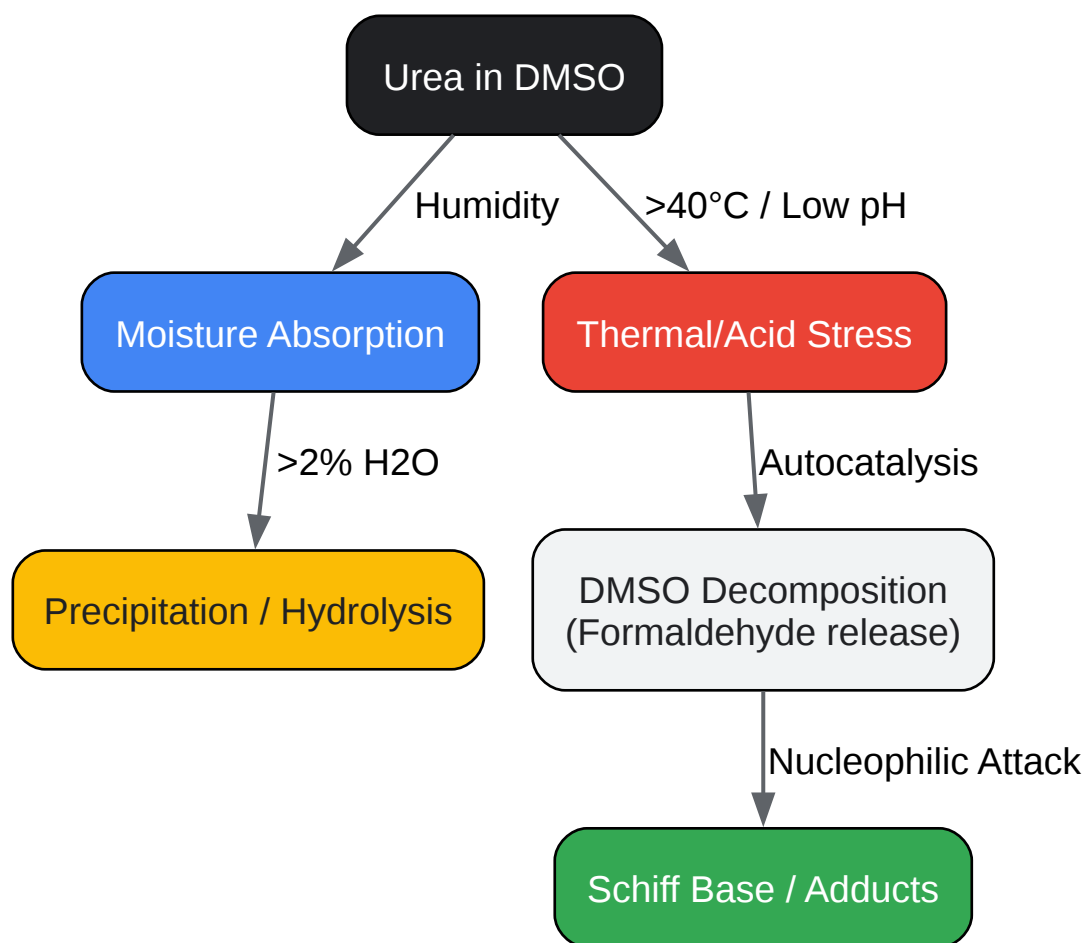 Urea in DMSO
Humidity
>40°C / Low pH
Moisture Absorption
Thermal/Acid Stress
>2% H2O
Autocatalysis
Precipitation / Hydrolysis
DMSO Decomposition
(Formaldehyde release)
Nucleophilic Attack
Schiff Base / Adducts